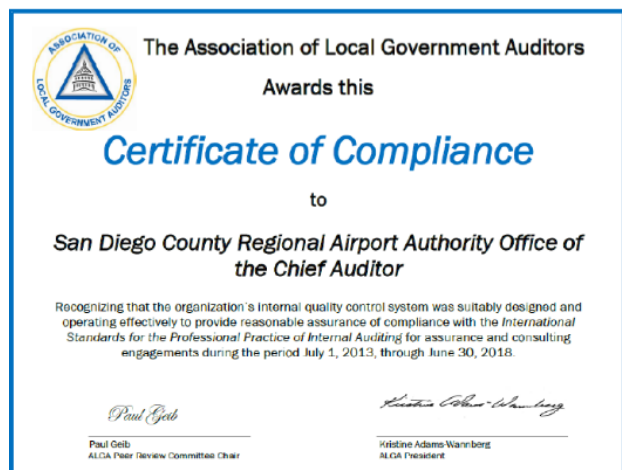 ASSOCIATION OF
LOCAL GOVERNMENT AUDITORS
The Association of Local Government Auditors
Awards this
Certificate of Compliance
to
San Diego County Regional Airport Authority Office of
the Chief Auditor
Recognizing that the organization's internal quality control system was suitably designed and
operating effectively to provide reasonable assurance of compliance with the International
Standards for the Professional Practice of Internal Auditing for assurance and consulting
engagements during the period July 1, 2013, through June 30, 2018.
Paul Geib
Kristine Adams-Wannberg
Paul Geib
ALGA Peer Review Committee Chair
Kristine Adams-Wannberg
ALGA President